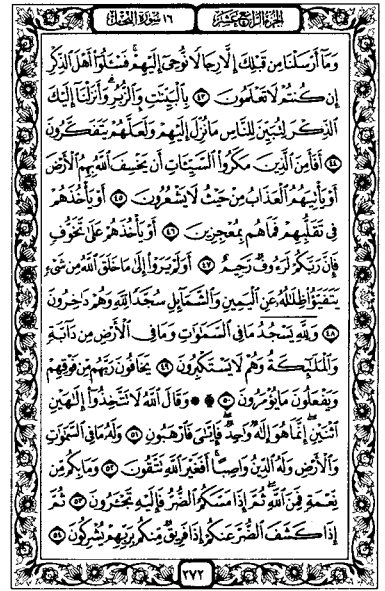 الجزء الرابع عشر
١٦ سورة النحل
وَمَآ أَرْسَلْنَا مِن قَبْلِكَ إِلَّا رِجَالًا نُّوحِىٓ إِلَيْهِمْ ۚ فَسْـَٔلُوٓا۟ أَهْلَ ٱلذِّكْرِ
إِن كُنتُمْ لَا تَعْلَمُونَ ٤٣ بِٱلْبَيِّنَٰتِ وَٱلزُّبُرِ ۗ وَأَنزَلْنَآ إِلَيْكَ
ٱلذِّكْرَ لِتُبَيِّنَ لِلنَّاسِ مَا نُزِّلَ إِلَيْهِمْ وَلَعَلَّهُمْ يَتَفَكَّرُونَ
٤٤ أَفَأَمِنَ ٱلَّذِينَ مَكَرُوا۟ ٱلسَّيِّـَٔاتِ أَن يَخْسِفَ ٱللَّهُ بِهِمُ ٱلْأَرْضَ
أَوْ يَأْتِيَهُمُ ٱلْعَذَابُ مِنْ حَيْثُ لَا يَشْعُرُونَ ٤٥ أَوْ يَأْخُذَهُمْ
فِى تَقَلُّبِهِمْ فَمَا هُم بِمُعْجِزِينَ ٤٦ أَوْ يَأْخُذَهُمْ عَلَىٰ تَخَوُّفٍ
فَإِنَّ رَبَّكُمْ لَرَءُوفٌ رَّحِيمٌ ٤٧ أَوَلَمْ يَرَوْا۟ إِلَىٰ مَا خَلَقَ ٱللَّهُ مِن شَىْءٍ
يَتَفَيَّؤُا۟ ظِلَٰلُهُۥ عَنِ ٱلْيَمِينِ وَٱلشَّمَآئِلِ سُجَّدًا لِّلَّهِ وَهُمْ دَٰخِرُونَ
٤٨ وَلِلَّهِ يَسْجُدُ مَا فِى ٱلسَّمَٰوَٰتِ وَمَا فِى ٱلْأَرْضِ مِن دَآبَّةٍ
وَٱلْمَلَٰٓئِكَةُ وَهُمْ لَا يَسْتَكْبِرُونَ ٤٩ يَخَافُونَ رَبَّهُم مِّن فَوْقِهِمْ
وَيَفْعَلُونَ مَا يُؤْمَرُونَ ۩ ٥٠ ۞ وَقَالَ ٱللَّهُ لَا تَتَّخِذُوٓا۟ إِلَٰهَيْنِ
ٱثْنَيْنِ ۖ إِنَّمَا هُوَ إِلَٰهٌ وَٰحِدٌ ۖ فَإِيَّٰىَ فَٱرْهَبُونِ ٥١ وَلَهُۥ مَا فِى ٱلسَّمَٰوَٰتِ
وَٱلْأَرْضِ وَلَهُ ٱلدِّينُ وَاصِبًا ۚ أَفَغَيْرَ ٱللَّهِ تَتَّقُونَ ٥٢ وَمَا بِكُم مِّن
نِّعْمَةٍ فَمِنَ ٱللَّهِ ۖ ثُمَّ إِذَا مَسَّكُمُ ٱلضُّرُّ فَإِلَيْهِ تَجْـَٔرُونَ ٥٣ ثُمَّ
إِذَا كَشَفَ ٱلضُّرَّ عَنكُمْ إِذَا فَرِيقٌ مِّنكُم بِرَبِّهِمْ يُشْرِكُونَ ٥٤
٢٧٢